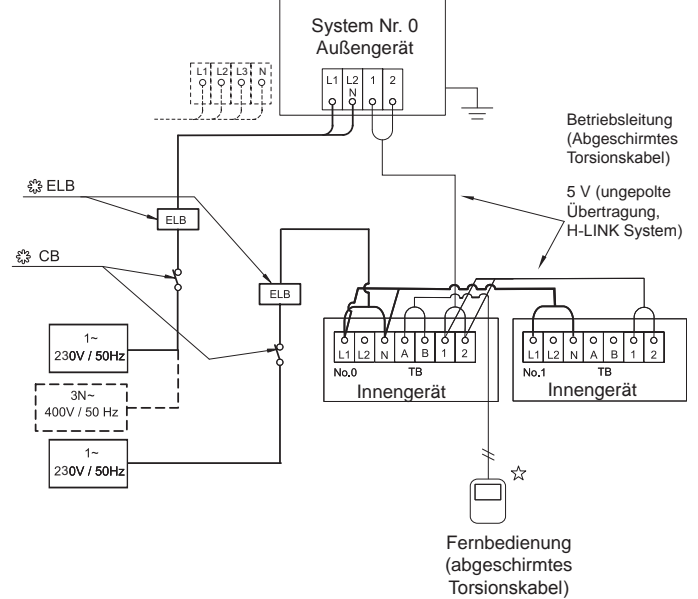 System Nr. 0
Außengerät
L1 L2 L3 N
L1 L2 N 1 2
Betriebsleitung
(Abgeschirmtes
Torsionskabel)
5 V (ungepolte
Übertragung,
H-LINK System)
ELB
ELB
CB
ELB
1~
230V / 50Hz
3N~
400V / 50 Hz
1~
230V / 50Hz
L1 L2 N A B 1 2
No.0 TB
Innengerät
L1 L2 N A B 1 2
No.1 TB
Innengerät
Fernbedienung
(abgeschirmtes
Torsionskabel)